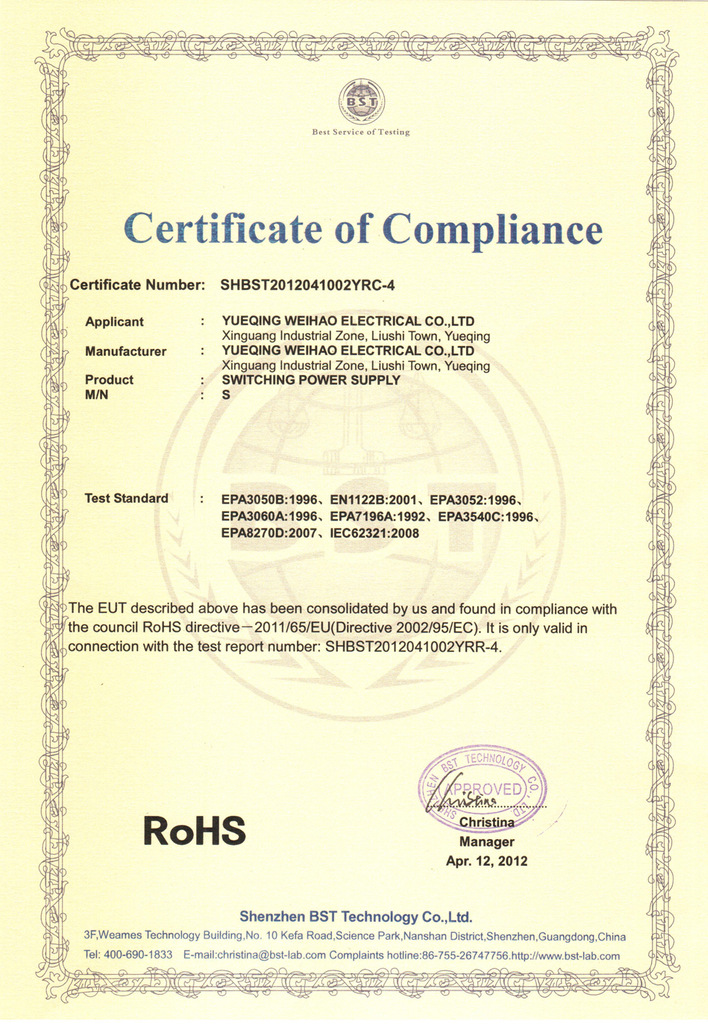 BST
Best Service of Testing
Certificate of Compliance
Certificate Number: SHBST2012041002YRC-4
Applicant : YUEQING WEIHAO ELECTRICAL CO.,LTD
Xinguang Industrial Zone, Liushi Town, Yueqing
Manufacturer : YUEQING WEIHAO ELECTRICAL CO.,LTD
Xinguang Industrial Zone, Liushi Town, Yueqing
Product : SWITCHING POWER SUPPLY
M/N : S
Test Standard : EPA3050B:1996、EN1122B:2001、EPA3052:1996、
EPA3060A:1996、EPA7196A:1992、EPA3540C:1996、
EPA8270D:2007、IEC62321:2008
BST
The EUT described above has been consolidated by us and found in compliance with
the council RoHS directive－2011/65/EU(Directive 2002/95/EC). It is only valid in
connection with the test report number: SHBST2012041002YRR-4.
SHENZHEN BST TECHNOLOGY CO., LTD
APPROVED
Christina
RoHS
Christina
Manager
Apr. 12, 2012
Shenzhen BST Technology Co.,Ltd.
3F,Weames Technology Building,No. 10 Kefa Road,Science Park,Nanshan District,Shenzhen,Guangdong,China
Tel: 400-690-1833 E-mail:christina@bst-lab.com Complaints hotline:86-755-26747756.http://www.bst-lab.com